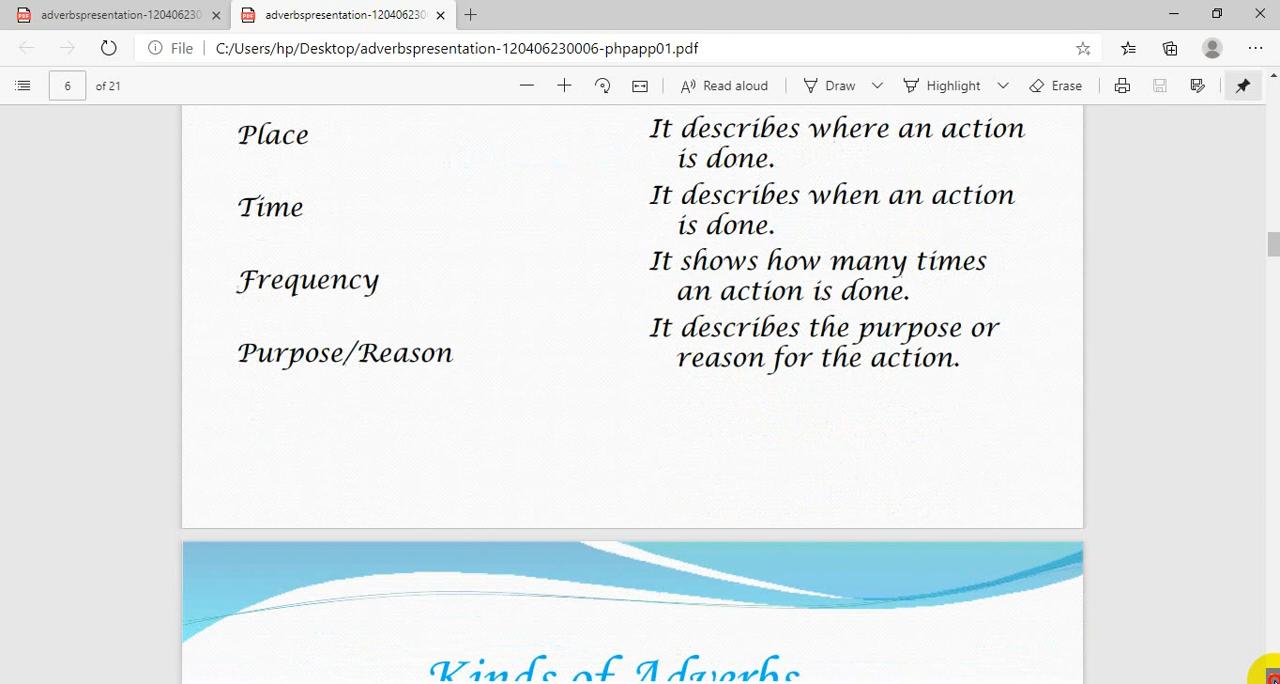 adverbspresentation-120406230
adverbspresentation-120406230
File
C:/Users/hp/Desktop/adverbspresentation-120406230006-phpapp01.pdf
6 of 21
Read aloud
Draw
Highlight
Erase
Place
It describes where an action
is done.
Time
It describes when an action
is done.
Frequency
It shows how many times
an action is done.
Purpose/Reason
It describes the purpose or
reason for the action.
Kinds of Adverbs